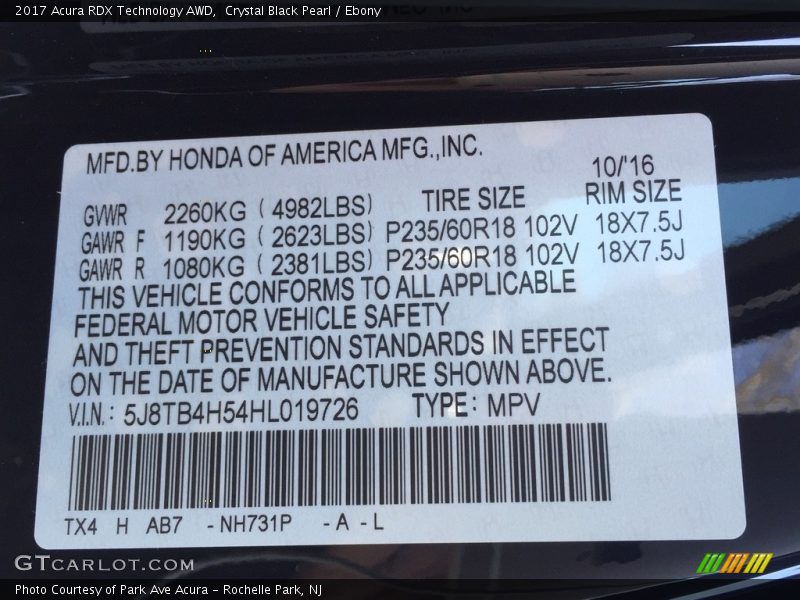 2017 Acura RDX Technology AWD,  Crystal Black Pearl / Ebony
MFD.BY HONDA OF AMERICA MFG.,INC.
10/'16
GVWR 2260KG ( 4982LBS) TIRE SIZE RIM SIZE
GAWR F 1190KG ( 2623LBS) P235/60R18 102V 18X7.5J
GAWR R 1080KG ( 2381LBS) P235/60R18 102V 18X7.5J
THIS VEHICLE CONFORMS TO ALL APPLICABLE
FEDERAL MOTOR VEHICLE SAFETY
AND THEFT PREVENTION STANDARDS IN EFFECT
ON THE DATE OF MANUFACTURE SHOWN ABOVE.
V.I.N.: 5J8TB4H54HL019726 TYPE: MPV
TX4 H AB7 -NH731P -A -L
GTCARLOT.COM
Photo Courtesy of Park Ave Acura - Rochelle Park, NJ